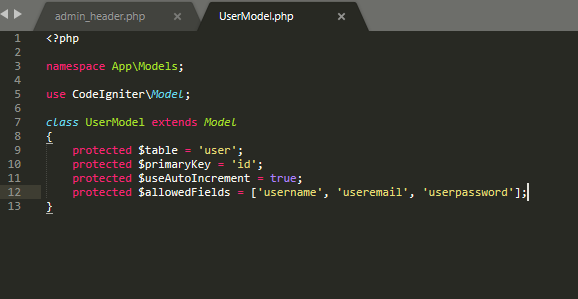 admin_header.php × UserModel.php ×
1 <?php
2
3 namespace App\Models;
4
5 use CodeIgniter\Model;
6
7 class UserModel extends Model
8 {
9 protected $table = 'user';
10 protected $primaryKey = 'id';
11 protected $useAutoIncrement = true;
12 protected $allowedFields = ['username', 'useremail', 'userpassword'];
13 }